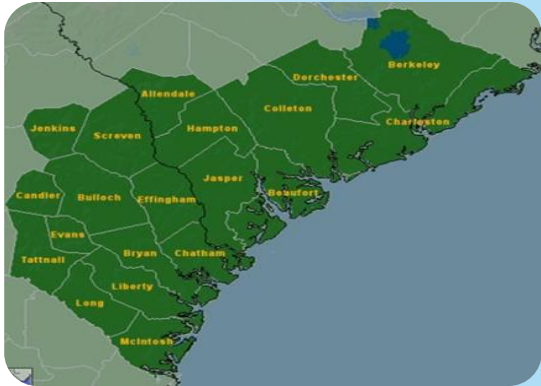 Berkeley
Dorchester
Allendale
Colleton
Charleston
Jenkins
Screven
Hampton
Jasper
Beaufort
Candler
Bulloch
Effingham
Evans
Tattnall
Bryan
Chatham
Liberty
Long
McIntosh